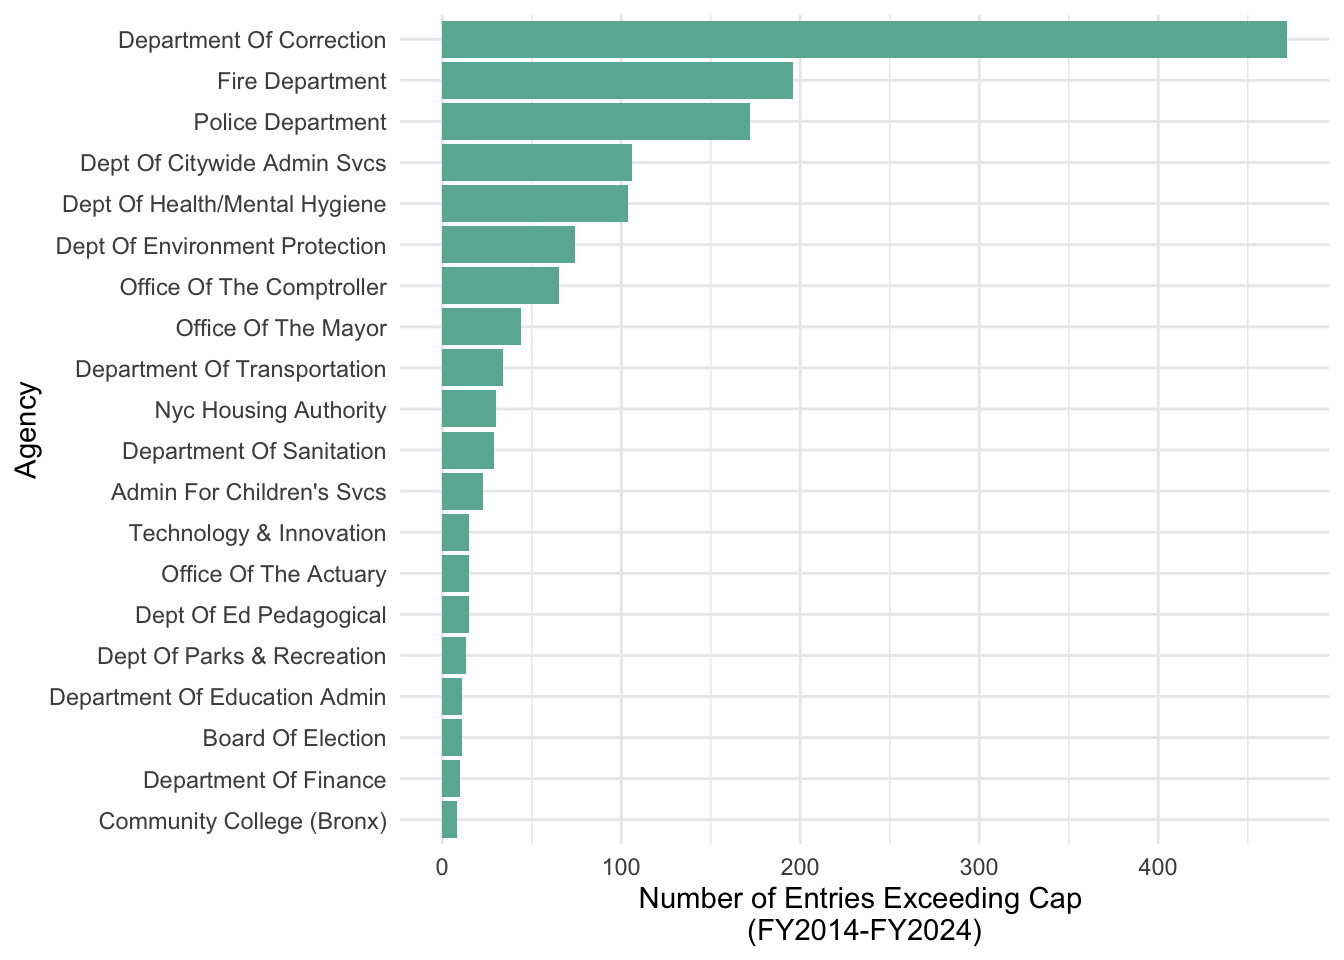 Department Of Correction
Fire Department
Police Department
Dept Of Citywide Admin Svcs
Dept Of Health/Mental Hygiene
Dept Of Environment Protection
Office Of The Comptroller
Office Of The Mayor
Department Of Transportation
Nyc Housing Authority
Department Of Sanitation
Admin For Children's Svcs
Technology & Innovation
Office Of The Actuary
Dept Of Ed Pedagogical
Dept Of Parks & Recreation
Department Of Education Admin
Board Of Election
Department Of Finance
Community College (Bronx)
Agency
0 100 200 300 400
Number of Entries Exceeding Cap
(FY2014-FY2024)